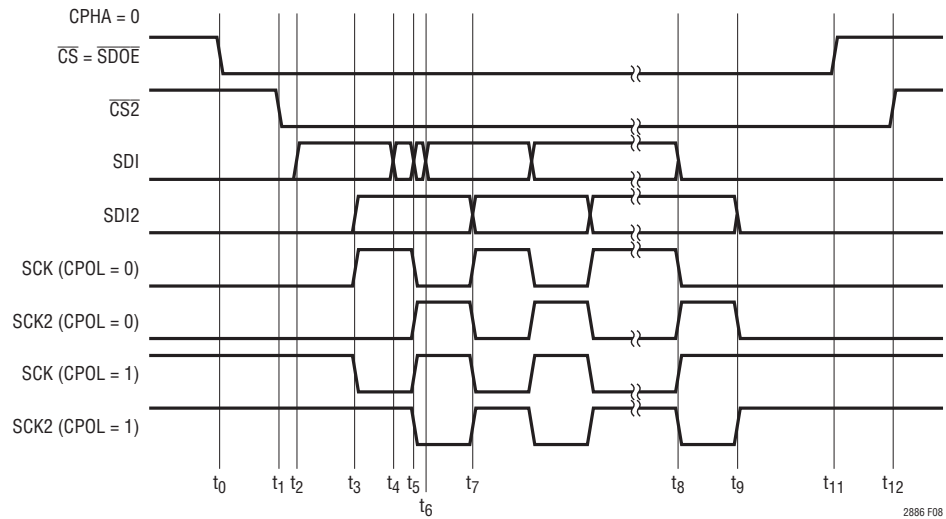 CPHA = 0
CS = SDOE
CS2
SDI
SDI2
SCK (CPOL = 0)
SCK2 (CPOL = 0)
SCK (CPOL = 1)
SCK2 (CPOL = 1)
t0 t1 t2 t3 t4 t5 t6 t7 t8 t9 t11 t12
2886 F08